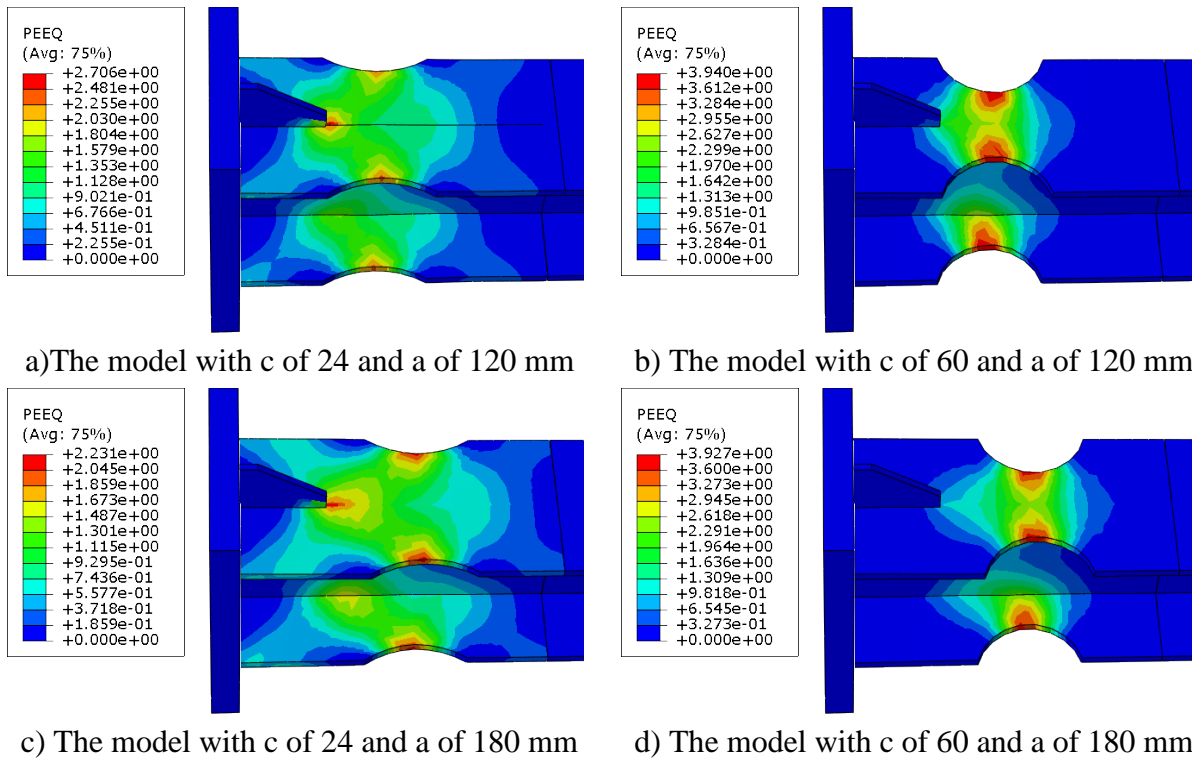 PEEQ
(Avg: 75%)
+2.706e+00
+2.481e+00
+2.255e+00
+2.030e+00
+1.804e+00
+1.579e+00
+1.353e+00
+1.128e+00
+9.021e-01
+6.766e-01
+4.511e-01
+2.255e-01
+0.000e+00
PEEQ
(Avg: 75%)
+3.940e+00
+3.612e+00
+3.284e+00
+2.955e+00
+2.627e+00
+2.299e+00
+1.970e+00
+1.642e+00
+1.313e+00
+9.851e-01
+6.567e-01
+3.284e-01
+0.000e+00
a)The model with c of 24 and a of 120 mm
b) The model with c of 60 and a of 120 mm
PEEQ
(Avg: 75%)
+2.231e+00
+2.045e+00
+1.859e+00
+1.673e+00
+1.487e+00
+1.301e+00
+1.115e+00
+9.295e-01
+7.436e-01
+5.577e-01
+3.718e-01
+1.859e-01
+0.000e+00
PEEQ
(Avg: 75%)
+3.927e+00
+3.600e+00
+3.273e+00
+2.945e+00
+2.618e+00
+2.291e+00
+1.964e+00
+1.636e+00
+1.309e+00
+9.818e-01
+6.545e-01
+3.273e-01
+0.000e+00
c) The model with c of 24 and a of 180 mm
d) The model with c of 60 and a of 180 mm